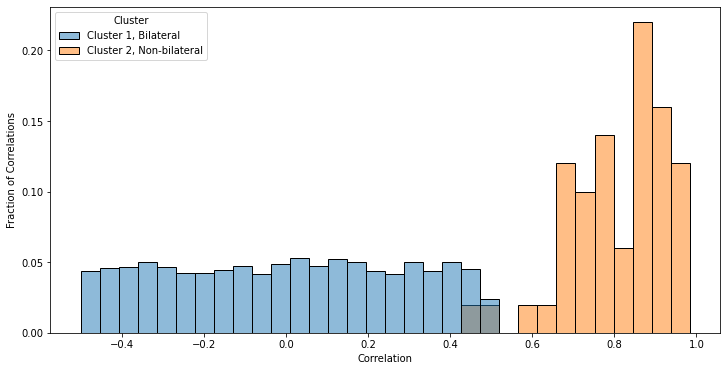 Cluster
Cluster 1, Bilateral
Cluster 2, Non-bilateral
Fraction of Correlations
0.20
0.15
0.10
0.05
0.00
−0.4 −0.2 0.0 0.2 0.4 0.6 0.8 1.0
Correlation